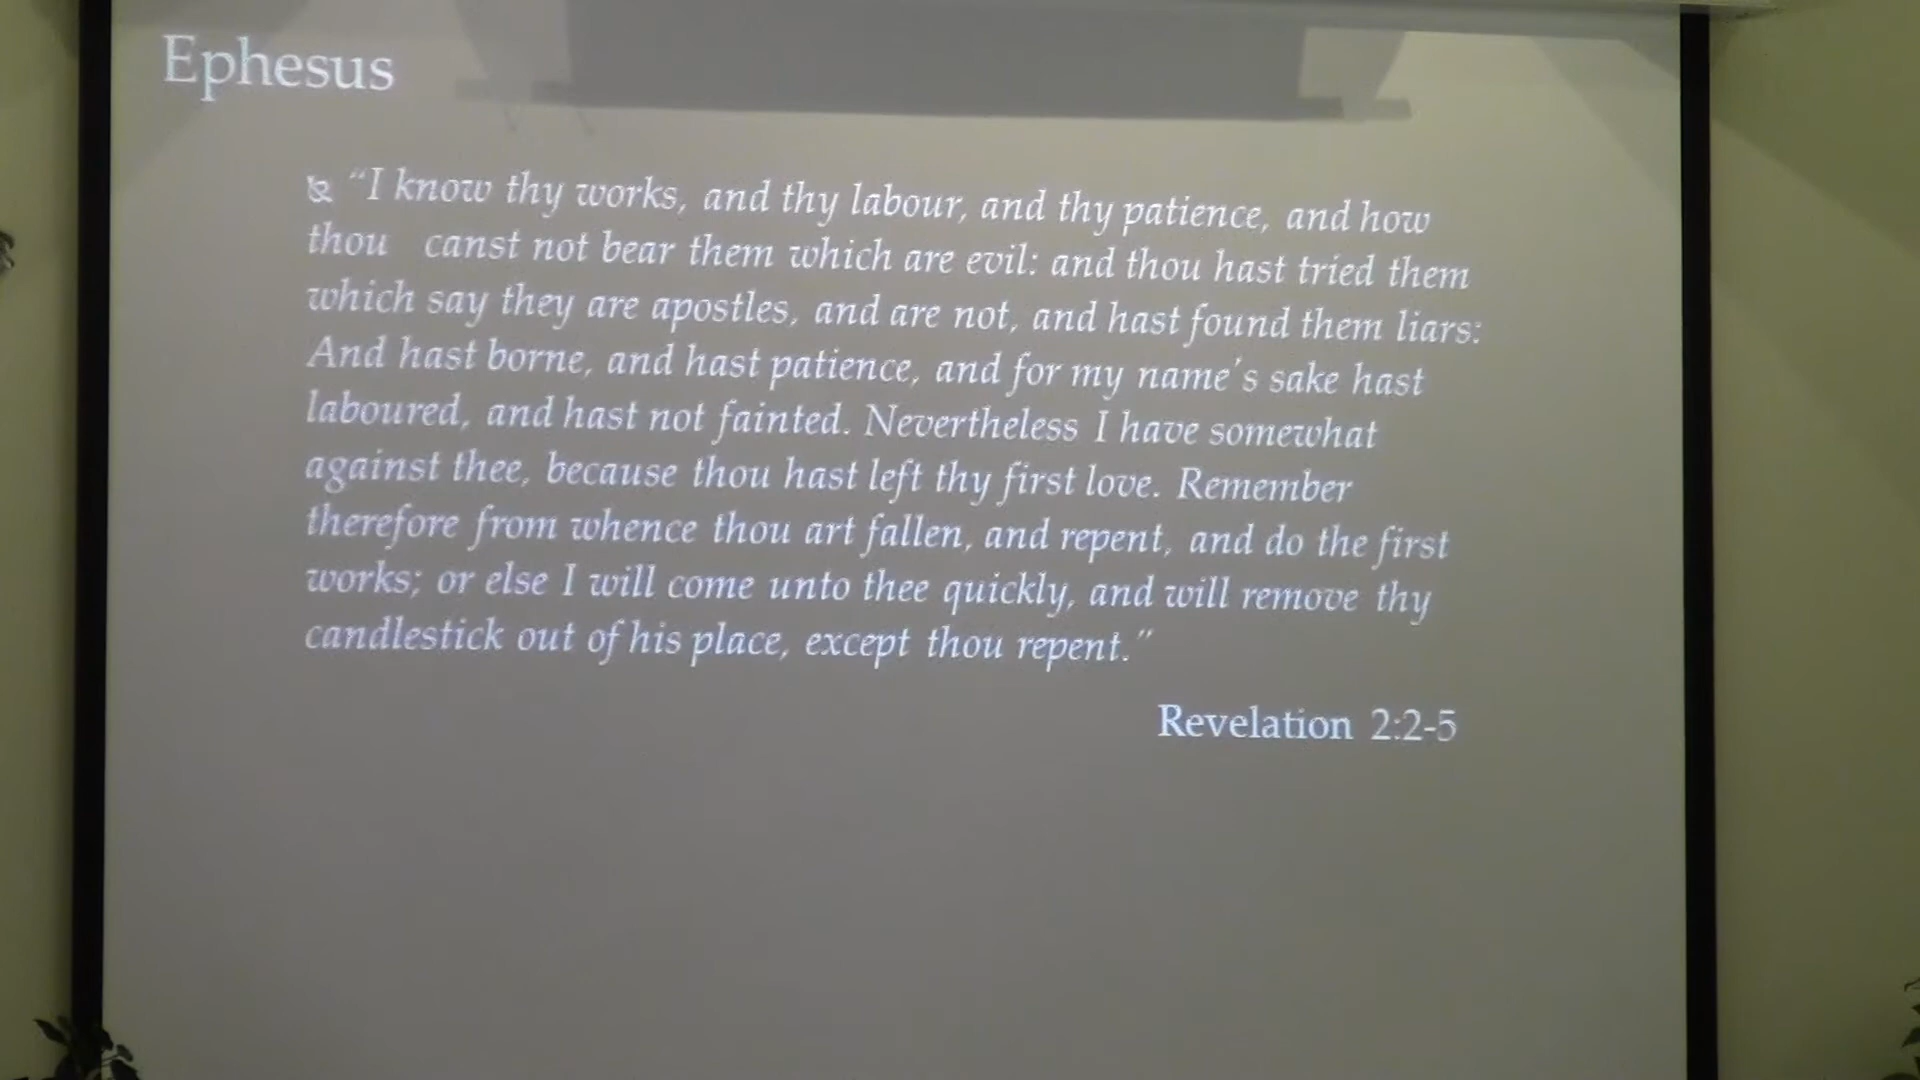 Ephesus
“I know thy works, and thy labour, and thy patience, and how
thou canst not bear them which are evil: and thou hast tried them
which say they are apostles, and are not, and hast found them liars:
And hast borne, and hast patience, and for my name's sake hast
laboured, and hast not fainted. Nevertheless I have somewhat
against thee, because thou hast left thy first love. Remember
therefore from whence thou art fallen, and repent, and do the first
works; or else I will come unto thee quickly, and will remove thy
candlestick out of his place, except thou repent.”
Revelation 2:2-5